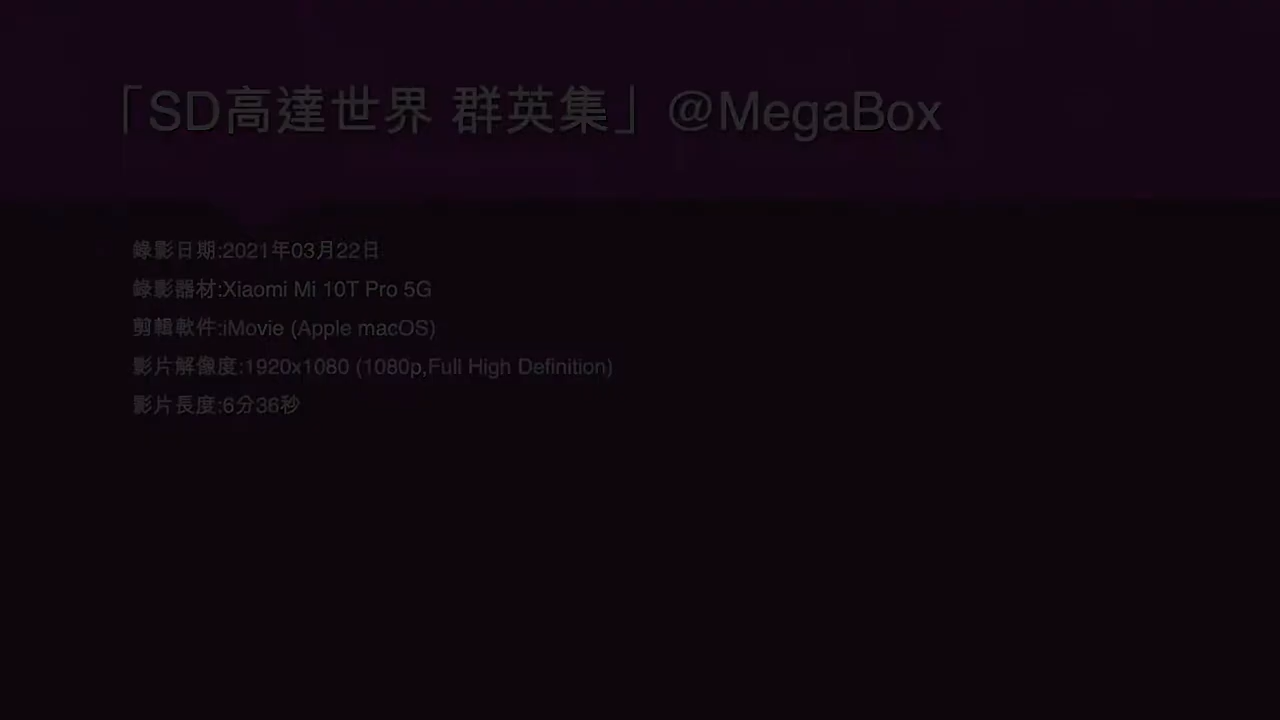 「SD高達世界 群英集」@MegaBox
錄影日期:2021年03月22日
錄影器材:Xiaomi Mi 10T Pro 5G
剪輯軟件:iMovie (Apple macOS)
影片解像度:1920x1080 (1080p,Full High Definition)
影片長度:6分36秒